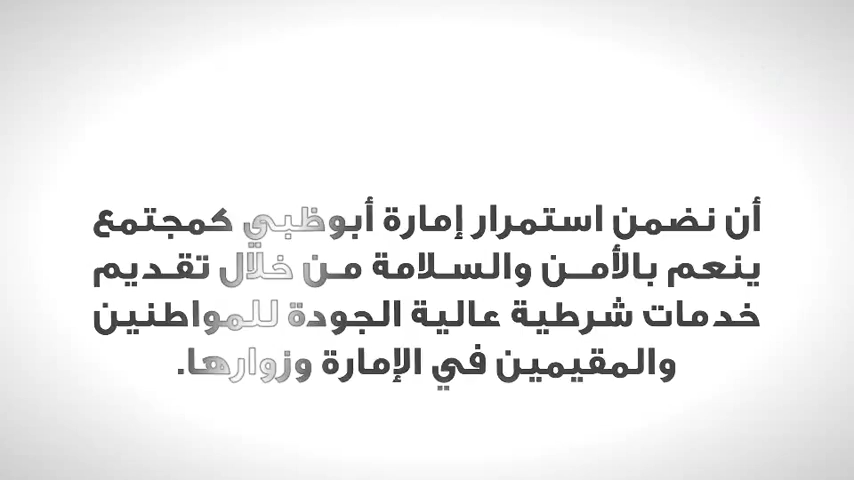 أن نضمن استمرار إمارة أبوظبي كمجتمع
ينعم بالأمن والسلامة من خلال تقديم
خدمات شرطية عالية الجودة للمواطنين
والمقيمين في الإمارة وزوارها.